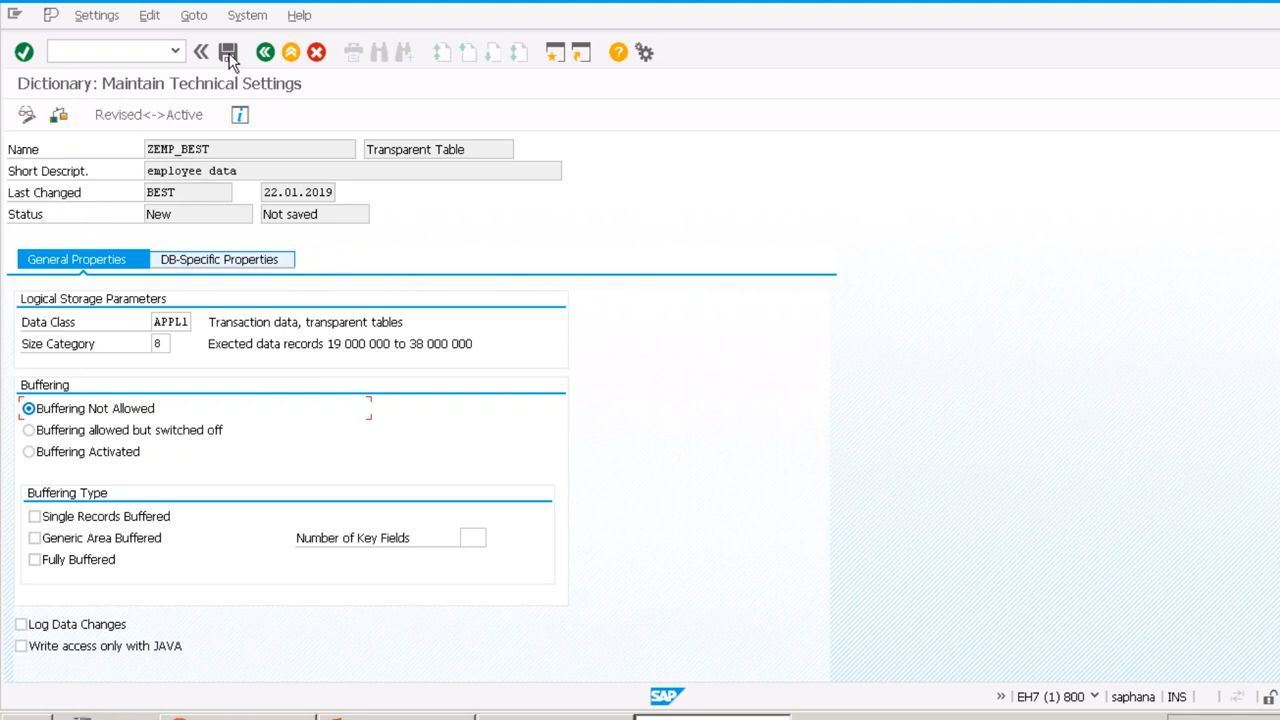 Settings Edit Goto System Help
Dictionary: Maintain Technical Settings
Revised<->Active
Name ZEMP_BEST Transparent Table
Short Descript. employee data
Last Changed BEST 22.01.2019
Status New Not saved
General Properties DB-Specific Properties
Logical Storage Parameters
Data Class APPL1 Transaction data, transparent tables
Size Category 8 Exected data records 19 000 000 to 38 000 000
Buffering
Buffering Not Allowed
Buffering allowed but switched off
Buffering Activated
Buffering Type
Single Records Buffered
Generic Area Buffered Number of Key Fields
Fully Buffered
Log Data Changes
Write access only with JAVA
SAP EH7 (1) 800 saphana INS